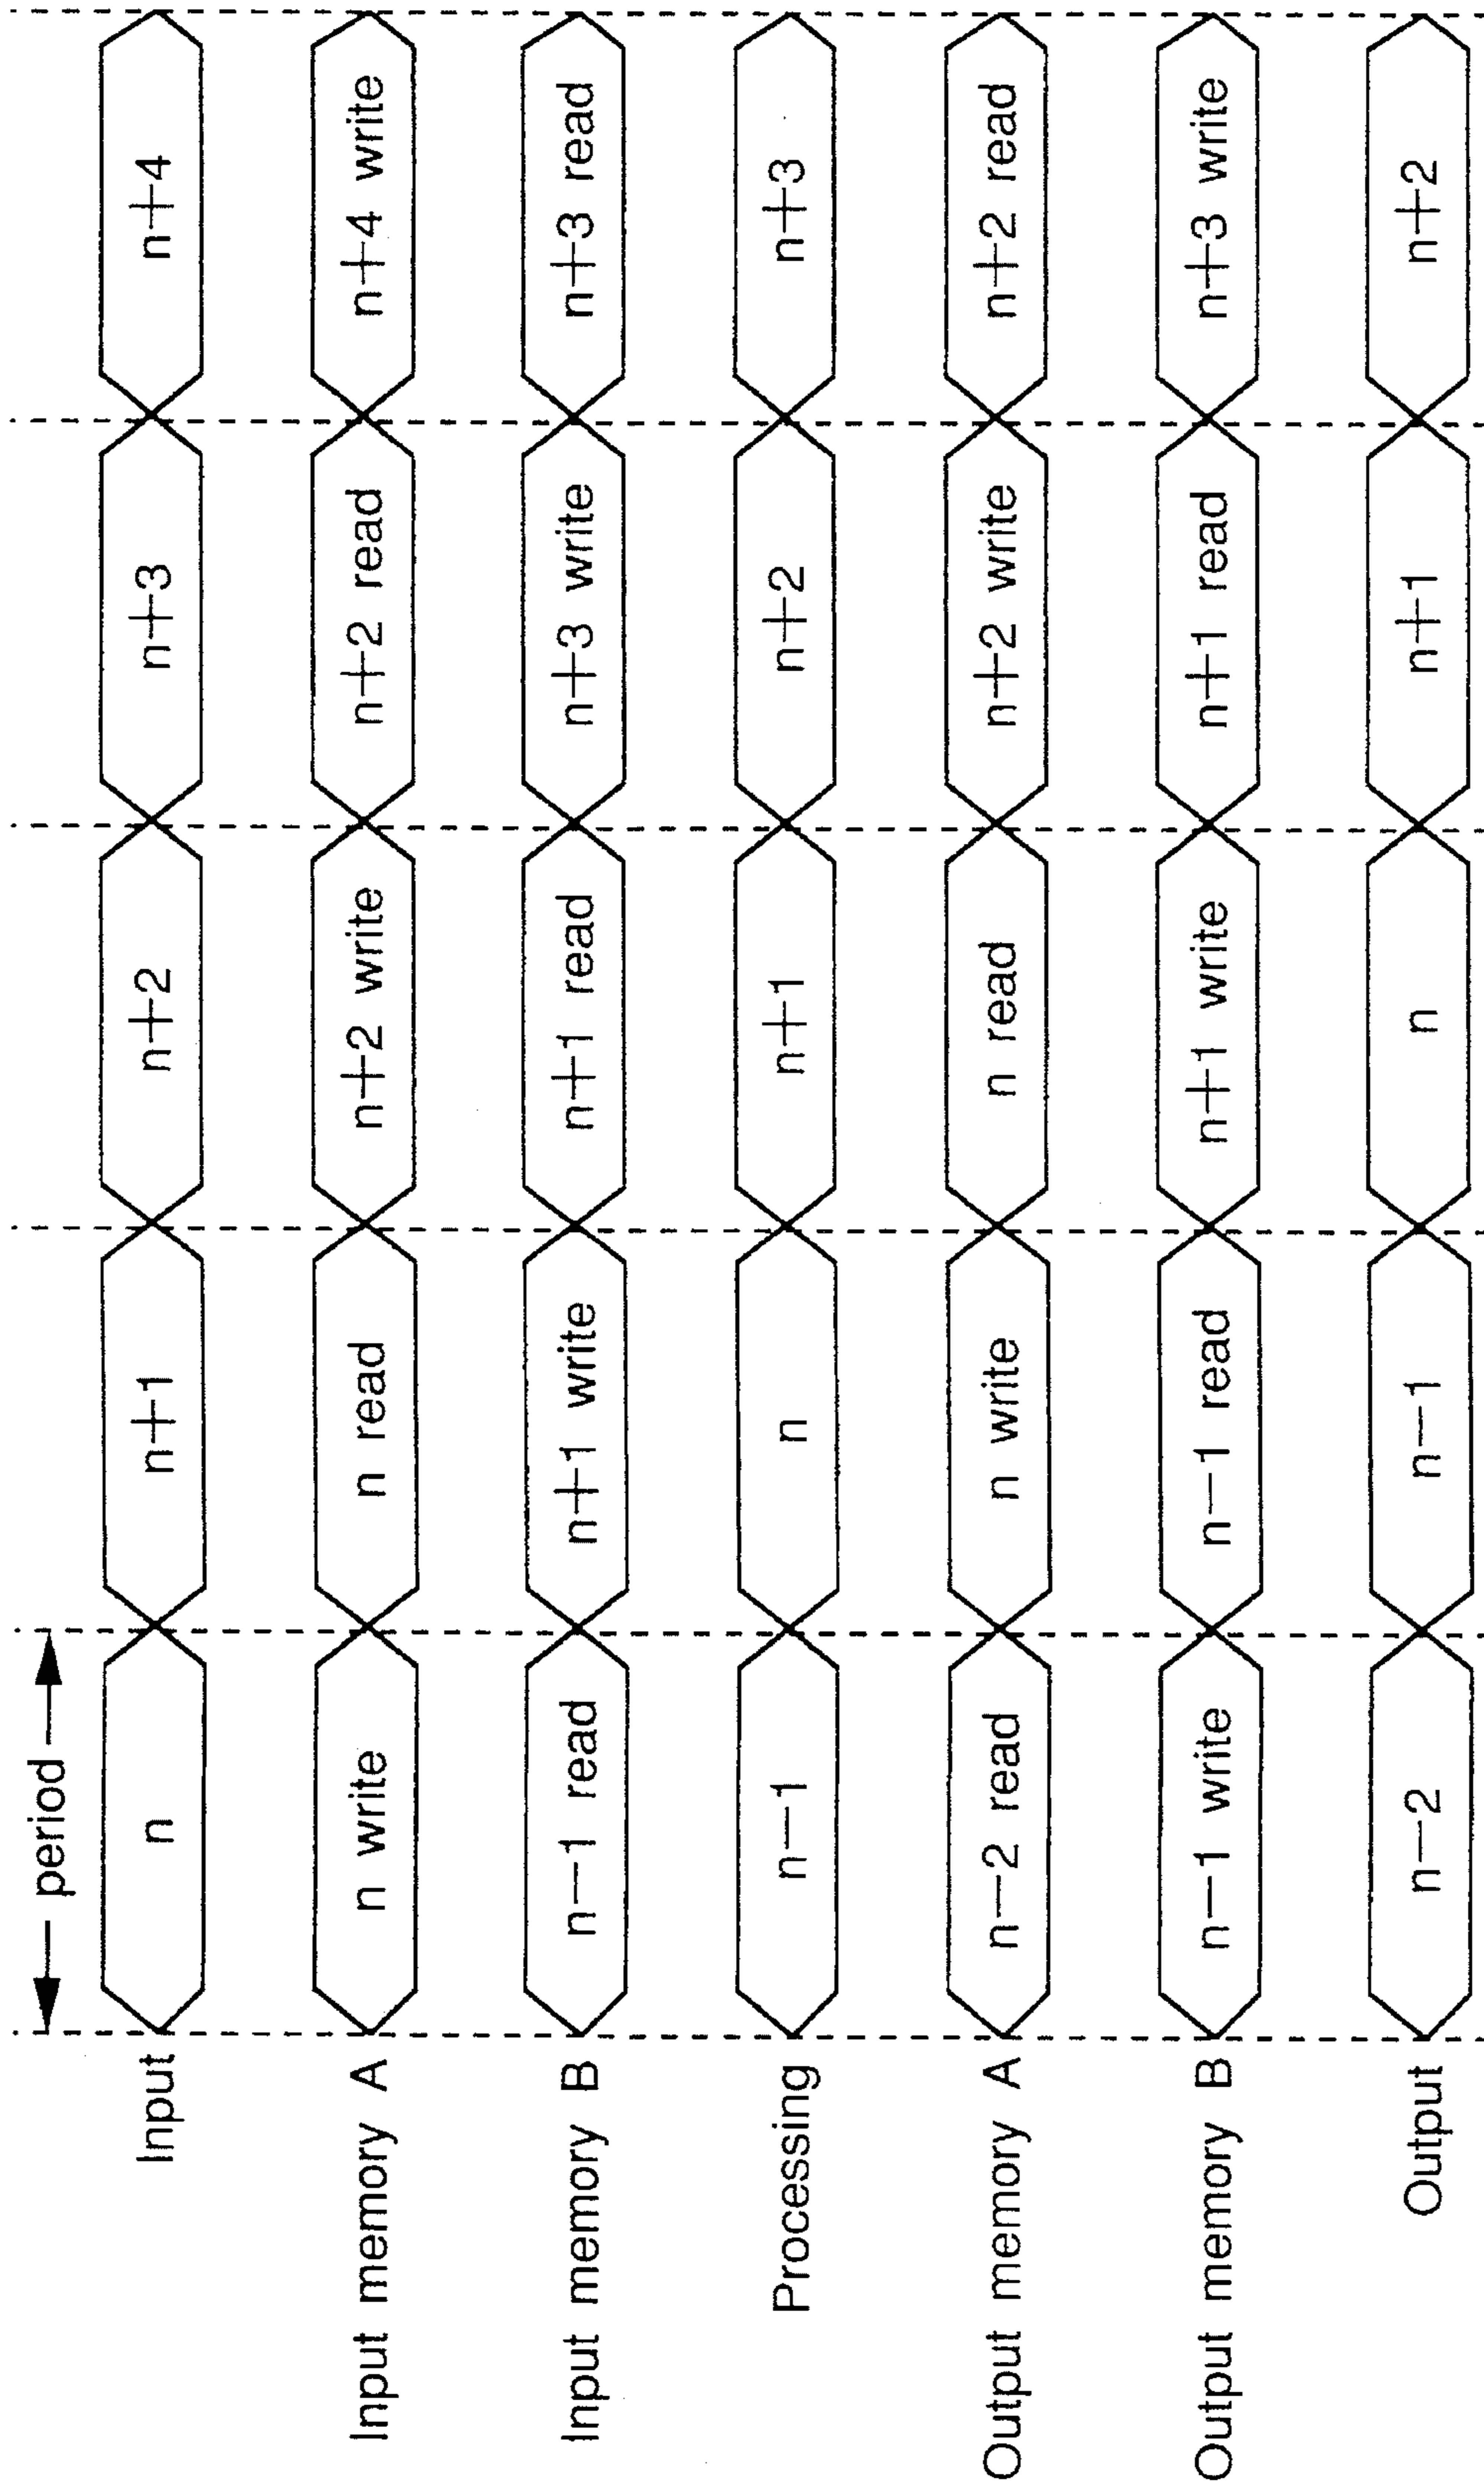 period
Input n n+1 n+2 n+3 n+4
Input memory A n write n read n+2 write n+2 read n+4 write
Input memory B n−1 read n+1 write n+1 read n+3 write n+3 read
Processing n−1 n n+1 n+2 n+3
Output memory A n−2 read n write n read n+2 write n+2 read
Output memory B n−1 write n−1 read n+1 write n+1 read n+3 write
Output n−2 n−1 n n+1 n+2